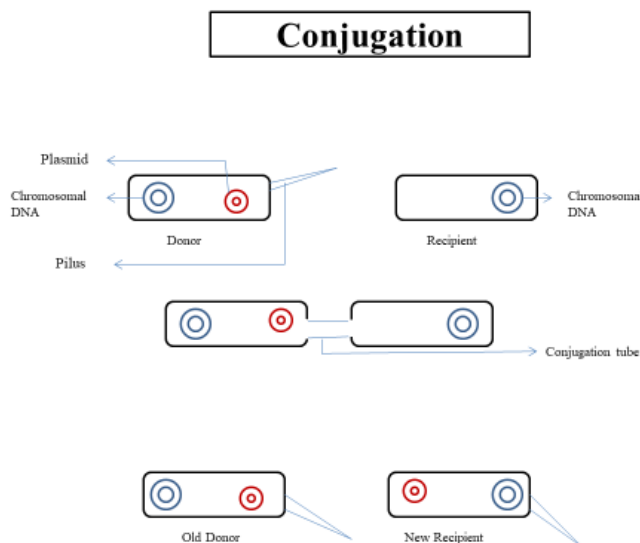 Conjugation
Plasmid
Chromosomal
DNA
Chromosoma
DNA
Donor
Recipient
Pilus
Conjugation tube
Old Donor
New Recipient